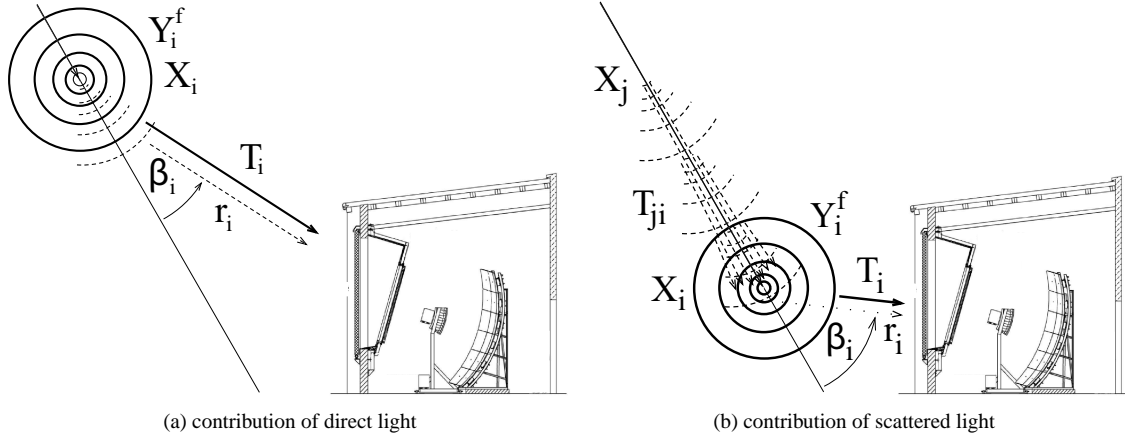 Y_i^f
X_i
T_i
β_i
r_i
(a) contribution of direct light
X_j
T_ji
Y_i^f
X_i
T_i
r_i
β_i
(b) contribution of scattered light